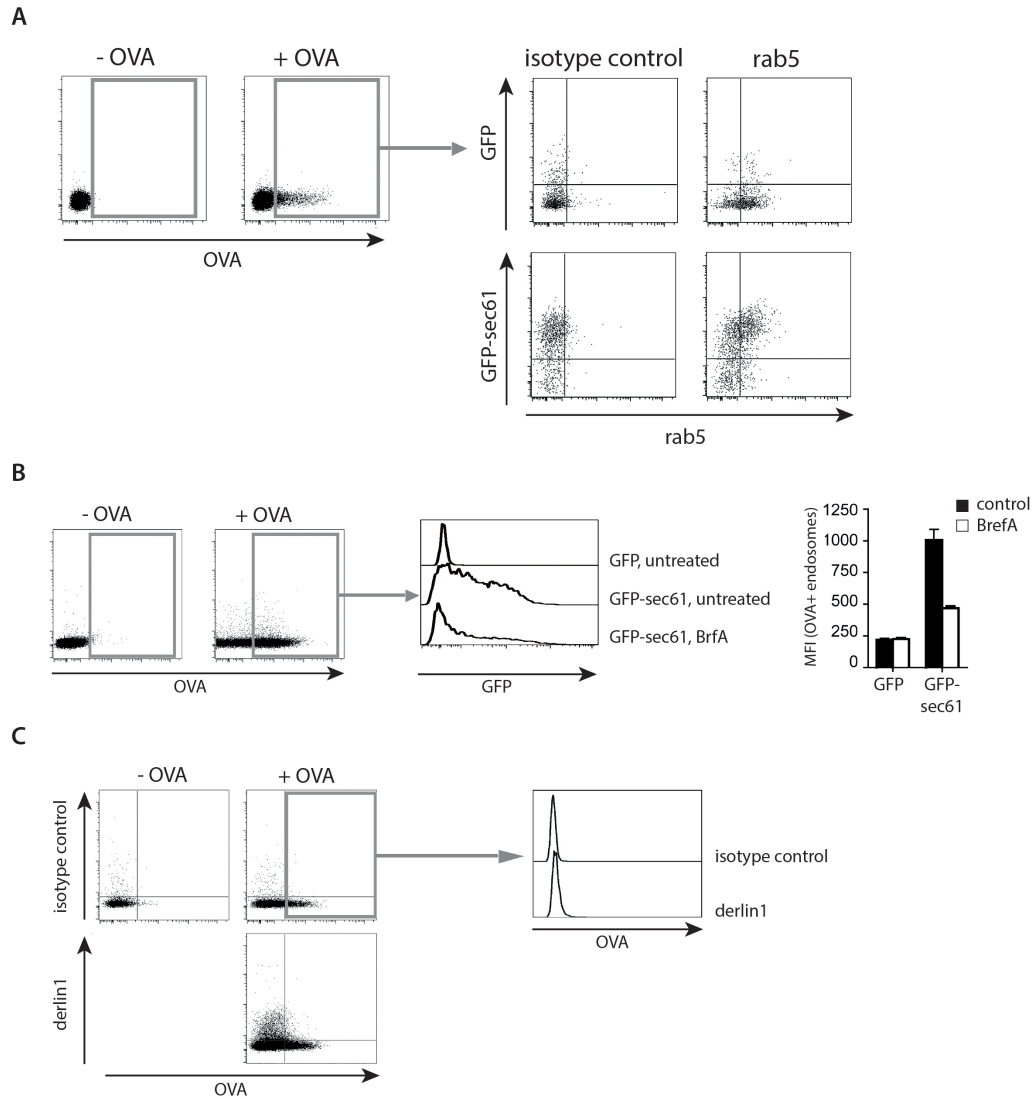 A
- OVA
+ OVA
isotype control
rab5
GFP
OVA
GFP-sec61
rab5
B
- OVA
+ OVA
GFP, untreated
GFP-sec61, untreated
GFP-sec61, BrfA
OVA
GFP
control
BrefA
MFI (OVA+ endosomes)
1250
1000
750
500
250
0
GFP
GFP-
sec61
C
- OVA
+ OVA
isotype control
isotype control
derlin1
OVA
derlin1
OVA